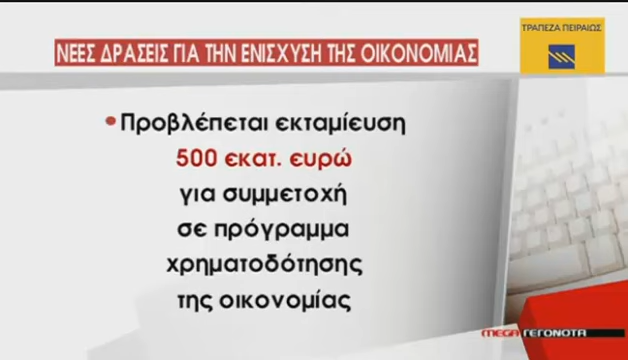 ΝΕΕΣ ΔΡΑΣΕΙΣ ΓΙΑ ΤΗΝ ΕΝΙΣΧΥΣΗ ΤΗΣ ΟΙΚΟΝΟΜΙΑΣ
ΤΡΑΠΕΖΑ ΠΕΙΡΑΙΩΣ
•Προβλέπεται εκταμίευση
500 εκατ. ευρώ
για συμμετοχή
σε πρόγραμμα
χρηματοδότησης
της οικονομίας
MEGA ΓΕΓΟΝΟΤΑ